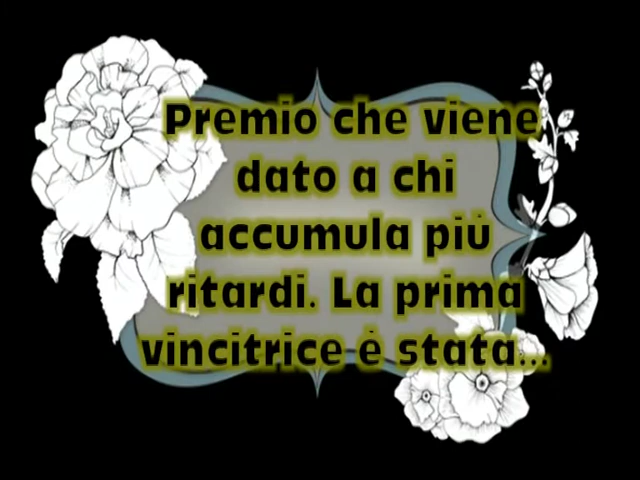 Premio che viene
dato a chi
accumula più
ritardi. La prima
vincitrice è stata...